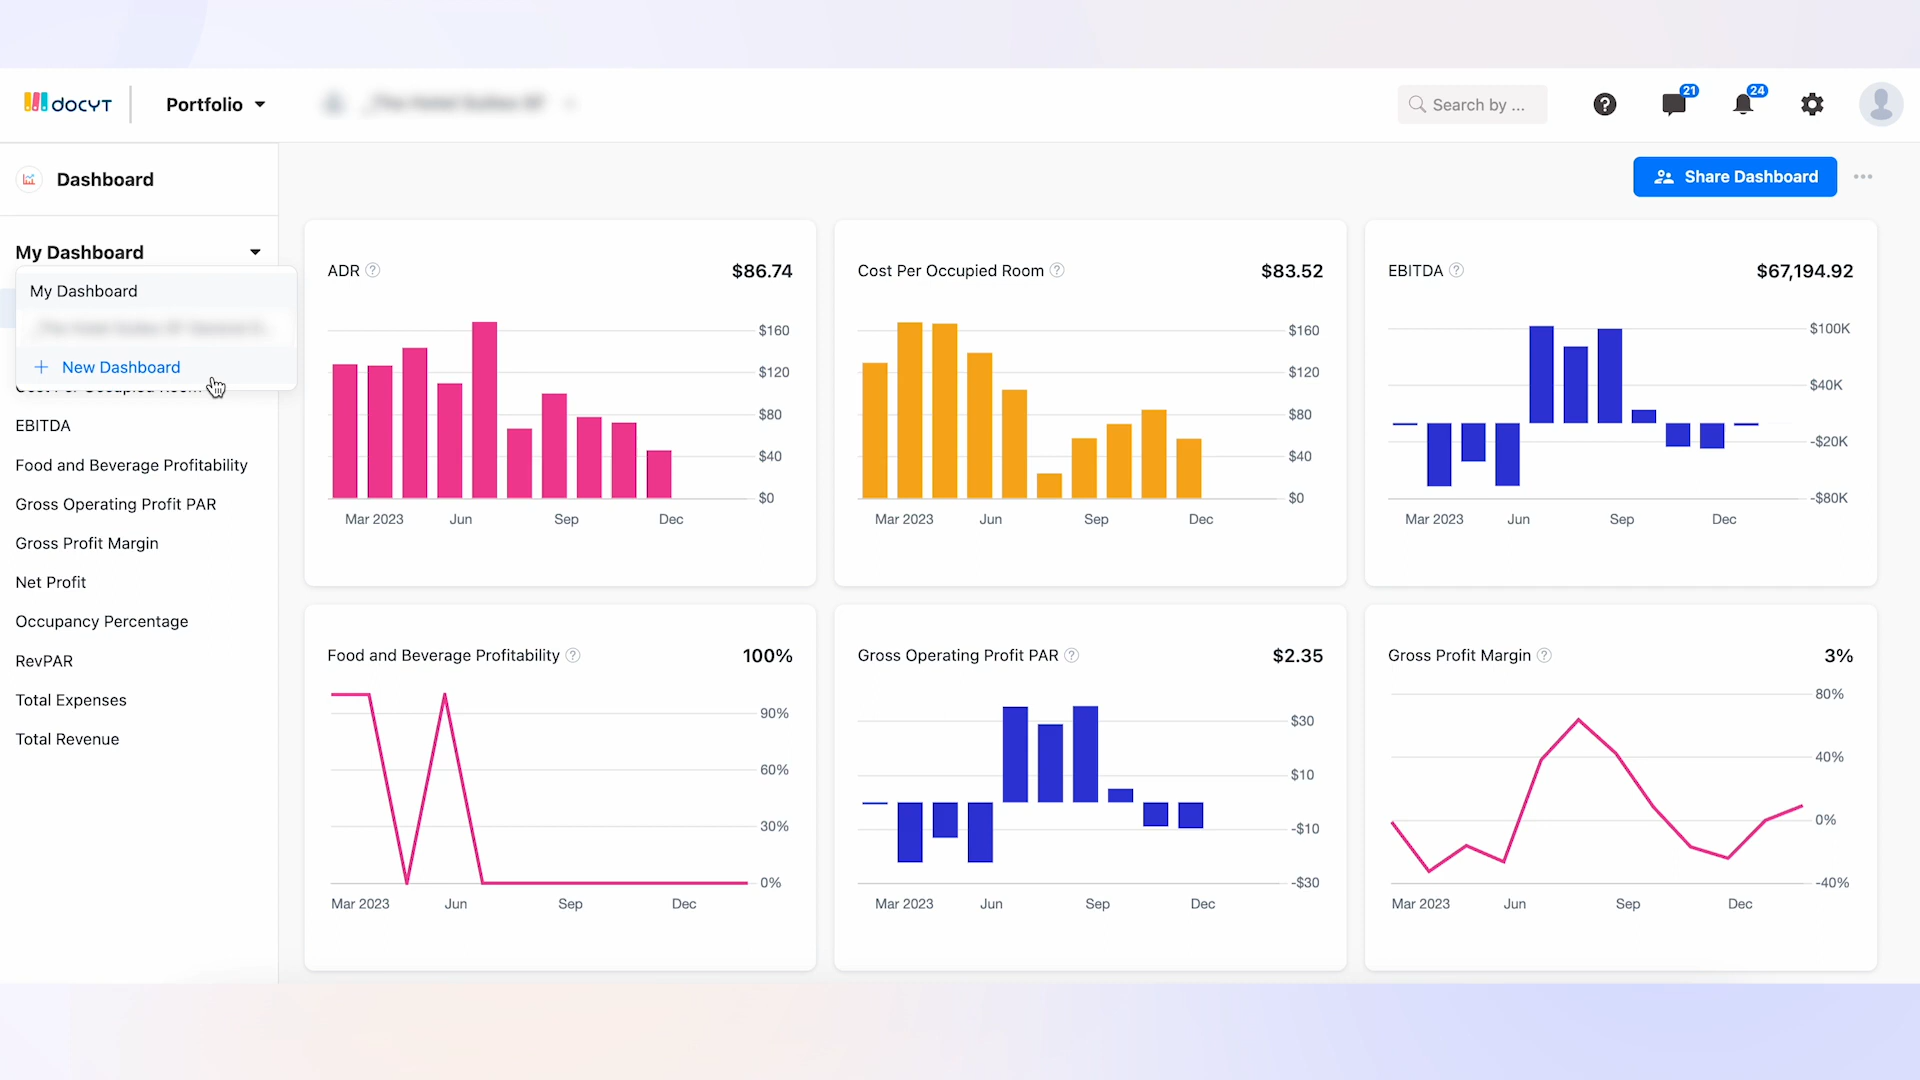 DOCYT
Portfolio
Search by ...
21
24
Dashboard
Share Dashboard
My Dashboard
My Dashboard
New Dashboard
EBITDA
Food and Beverage Profitability
Gross Operating Profit PAR
Gross Profit Margin
Net Profit
Occupancy Percentage
RevPAR
Total Expenses
Total Revenue
ADR ? $86.74
$160
$120
$80
$40
$0
Mar 2023 Jun Sep Dec
Cost Per Occupied Room ? $83.52
$160
$120
$80
$40
$0
Mar 2023 Jun Sep Dec
EBITDA ? $67,194.92
$100K
$40K
-$20K
-$80K
Mar 2023 Jun Sep Dec
Food and Beverage Profitability ? 100%
90%
60%
30%
0%
Mar 2023 Jun Sep Dec
Gross Operating Profit PAR ? $2.35
$30
$10
-$10
-$30
Mar 2023 Jun Sep Dec
Gross Profit Margin ? 3%
80%
40%
0%
-40%
Mar 2023 Jun Sep Dec